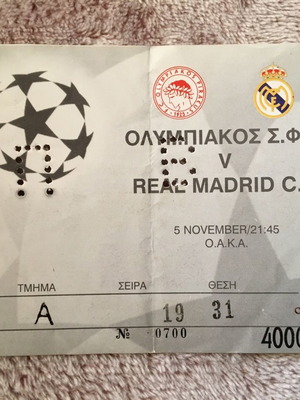 ΟΛΥΜΠΙΑΚΟΣ Σ.Φ
V
REAL MADRID C.
5 NOVEMBER/21:45
Ο.Α.Κ.Α.
ΤΜΗΜΑ ΣΕΙΡΑ ΘΕΣΗ
A 19 31
№ 0700 4000